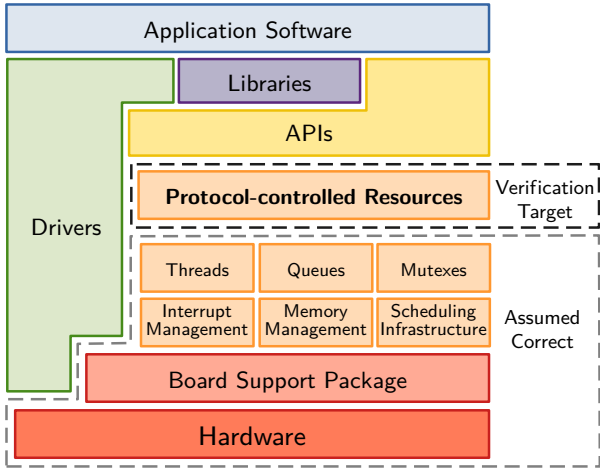 Application Software
Libraries
APIs
Protocol-controlled Resources
Verification
Target
Drivers
Threads
Queues
Mutexes
Interrupt
Management
Memory
Management
Scheduling
Infrastructure
Assumed
Correct
Board Support Package
Hardware